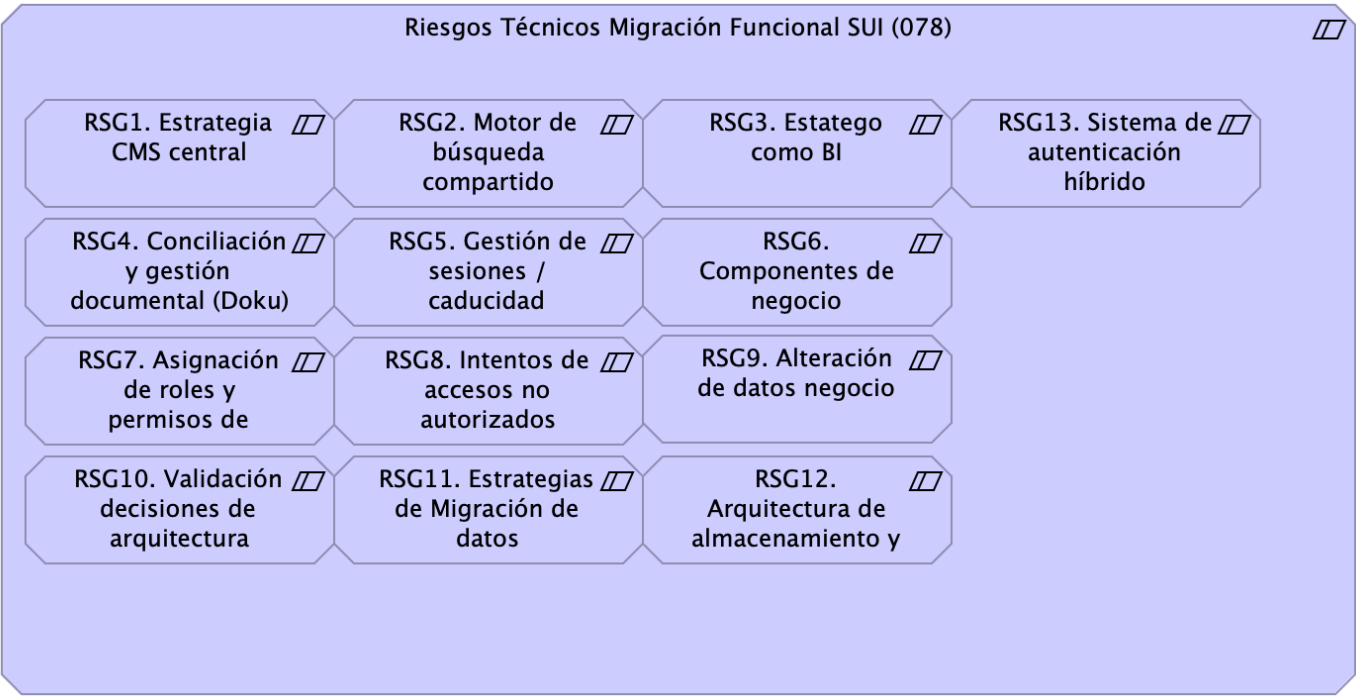 Riesgos Técnicos Migración Funcional SUI (078)
RSG1. Estrategia
CMS central
RSG2. Motor de
búsqueda
compartido
RSG3. Estatego
como BI
RSG13. Sistema de
autenticación
híbrido
RSG4. Conciliación
y gestión
documental (Doku)
RSG5. Gestión de
sesiones /
caducidad
RSG6.
Componentes de
negocio
RSG7. Asignación
de roles y
permisos de
RSG8. Intentos de
accesos no
autorizados
RSG9. Alteración
de datos negocio
RSG10. Validación
decisiones de
arquitectura
RSG11. Estrategias
de Migración de
datos
RSG12.
Arquitectura de
almacenamiento y